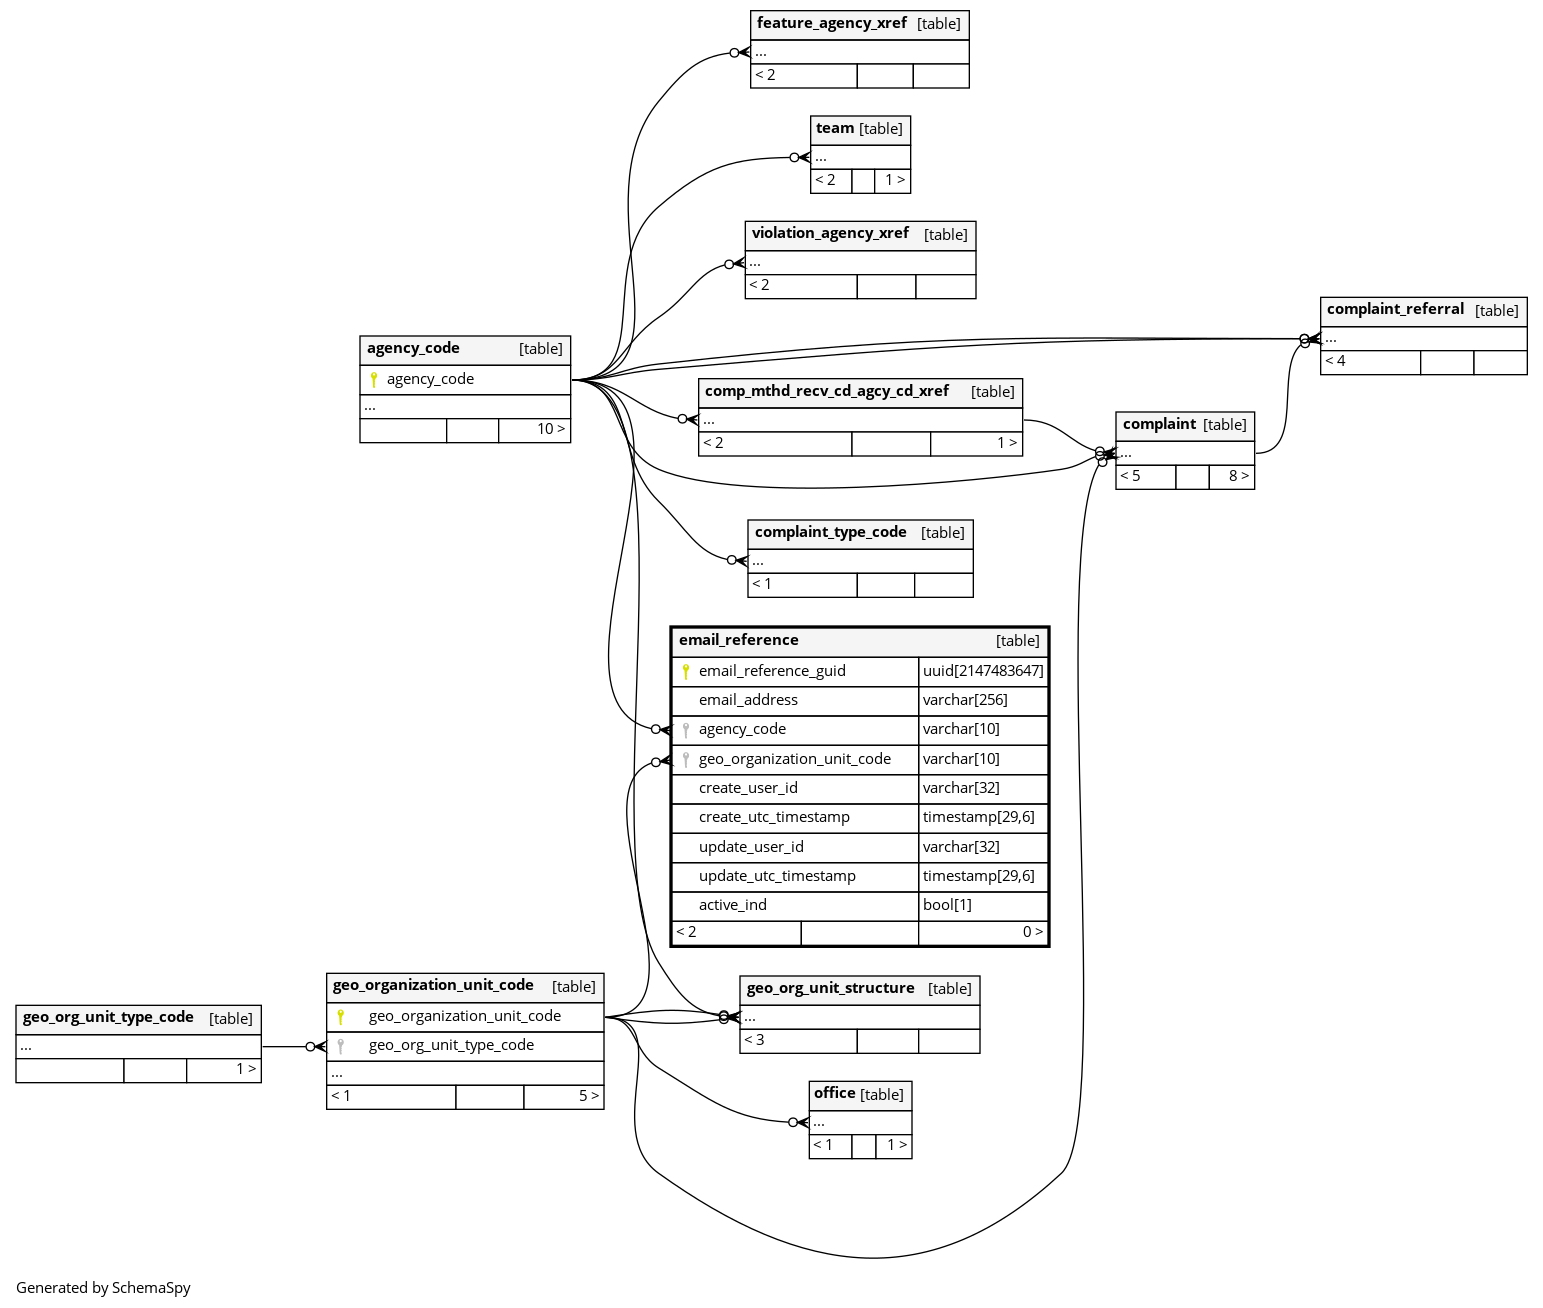 feature_agency_xref [table]
...
< 2
team [table]
...
< 2 1 >
violation_agency_xref [table]
...
< 2
complaint_referral [table]
...
< 4
agency_code [table]
agency_code
...
10 >
comp_mthd_recv_cd_agcy_cd_xref [table]
...
< 2 1 >
complaint [table]
...
< 5 8 >
complaint_type_code [table]
...
< 1
email_reference [table]
email_reference_guid uuid[2147483647]
email_address varchar[256]
agency_code varchar[10]
geo_organization_unit_code varchar[10]
create_user_id varchar[32]
create_utc_timestamp timestamp[29,6]
update_user_id varchar[32]
update_utc_timestamp timestamp[29,6]
active_ind bool[1]
< 2 0 >
geo_organization_unit_code [table]
geo_organization_unit_code
geo_org_unit_type_code
...
< 1 5 >
geo_org_unit_structure [table]
...
< 3
geo_org_unit_type_code [table]
...
1 >
office [table]
...
< 1 1 >
Generated by SchemaSpy